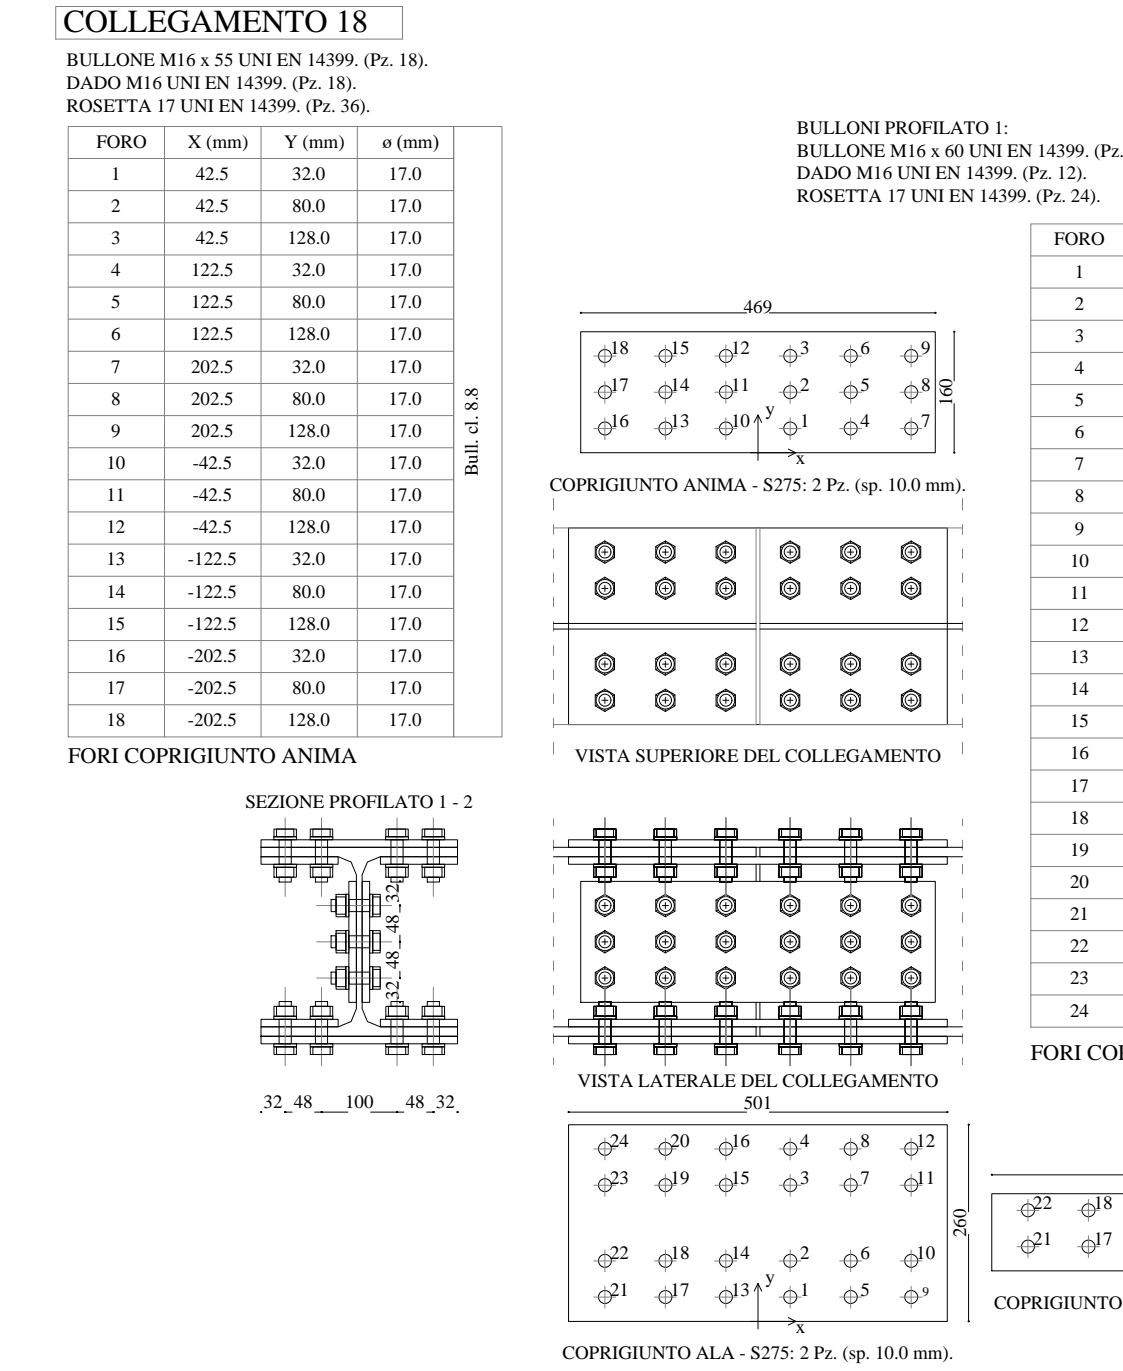 COLLEGAMENTO 18
BULLONE M16 x 55 UNI EN 14399. (Pz. 18).
DADO M16 UNI EN 14399. (Pz. 18).
ROSETTA 17 UNI EN 14399. (Pz. 36).
FORO X (mm) Y (mm) ø (mm)
1 42.5 32.0 17.0
2 42.5 80.0 17.0
3 42.5 128.0 17.0
4 122.5 32.0 17.0
5 122.5 80.0 17.0
6 122.5 128.0 17.0
7 202.5 32.0 17.0
8 202.5 80.0 17.0
9 202.5 128.0 17.0
10 -42.5 32.0 17.0
11 -42.5 80.0 17.0
12 -42.5 128.0 17.0
13 -122.5 32.0 17.0
14 -122.5 80.0 17.0
15 -122.5 128.0 17.0
16 -202.5 32.0 17.0
17 -202.5 80.0 17.0
18 -202.5 128.0 17.0
Bull. cl. 8.8
FORI COPRIGIUNTO ANIMA
BULLONI PROFILATO 1:
BULLONE M16 x 60 UNI EN 14399. (Pz.
DADO M16 UNI EN 14399. (Pz. 12).
ROSETTA 17 UNI EN 14399. (Pz. 24).
469
18 15 12 3 6 9
17 14 11 2 5 8
16 13 10 1 4 7
160
y
x
COPRIGIUNTO ANIMA - S275: 2 Pz. (sp. 10.0 mm).
VISTA SUPERIORE DEL COLLEGAMENTO
SEZIONE PROFILATO 1 - 2
32 48 48 32
32 48 100 48 32
VISTA LATERALE DEL COLLEGAMENTO
501
24 20 16 4 8 12
23 19 15 3 7 11
22 18 14 2 6 10
21 17 13 1 5 9
260
y
x
COPRIGIUNTO ALA - S275: 2 Pz. (sp. 10.0 mm).
FORO
1
2
3
4
5
6
7
8
9
10
11
12
13
14
15
16
17
18
19
20
21
22
23
24
22 18
21 17
COPRIGIUNTO